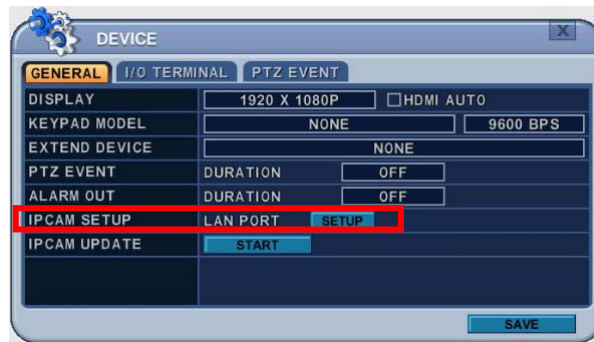 DEVICE X
GENERAL I/O TERMINAL PTZ EVENT
DISPLAY 1920 X 1080P HDMI AUTO
KEYPAD MODEL NONE 9600 BPS
EXTEND DEVICE NONE
PTZ EVENT DURATION OFF
ALARM OUT DURATION OFF
IPCAM SETUP LAN PORT SETUP
IPCAM UPDATE START
SAVE